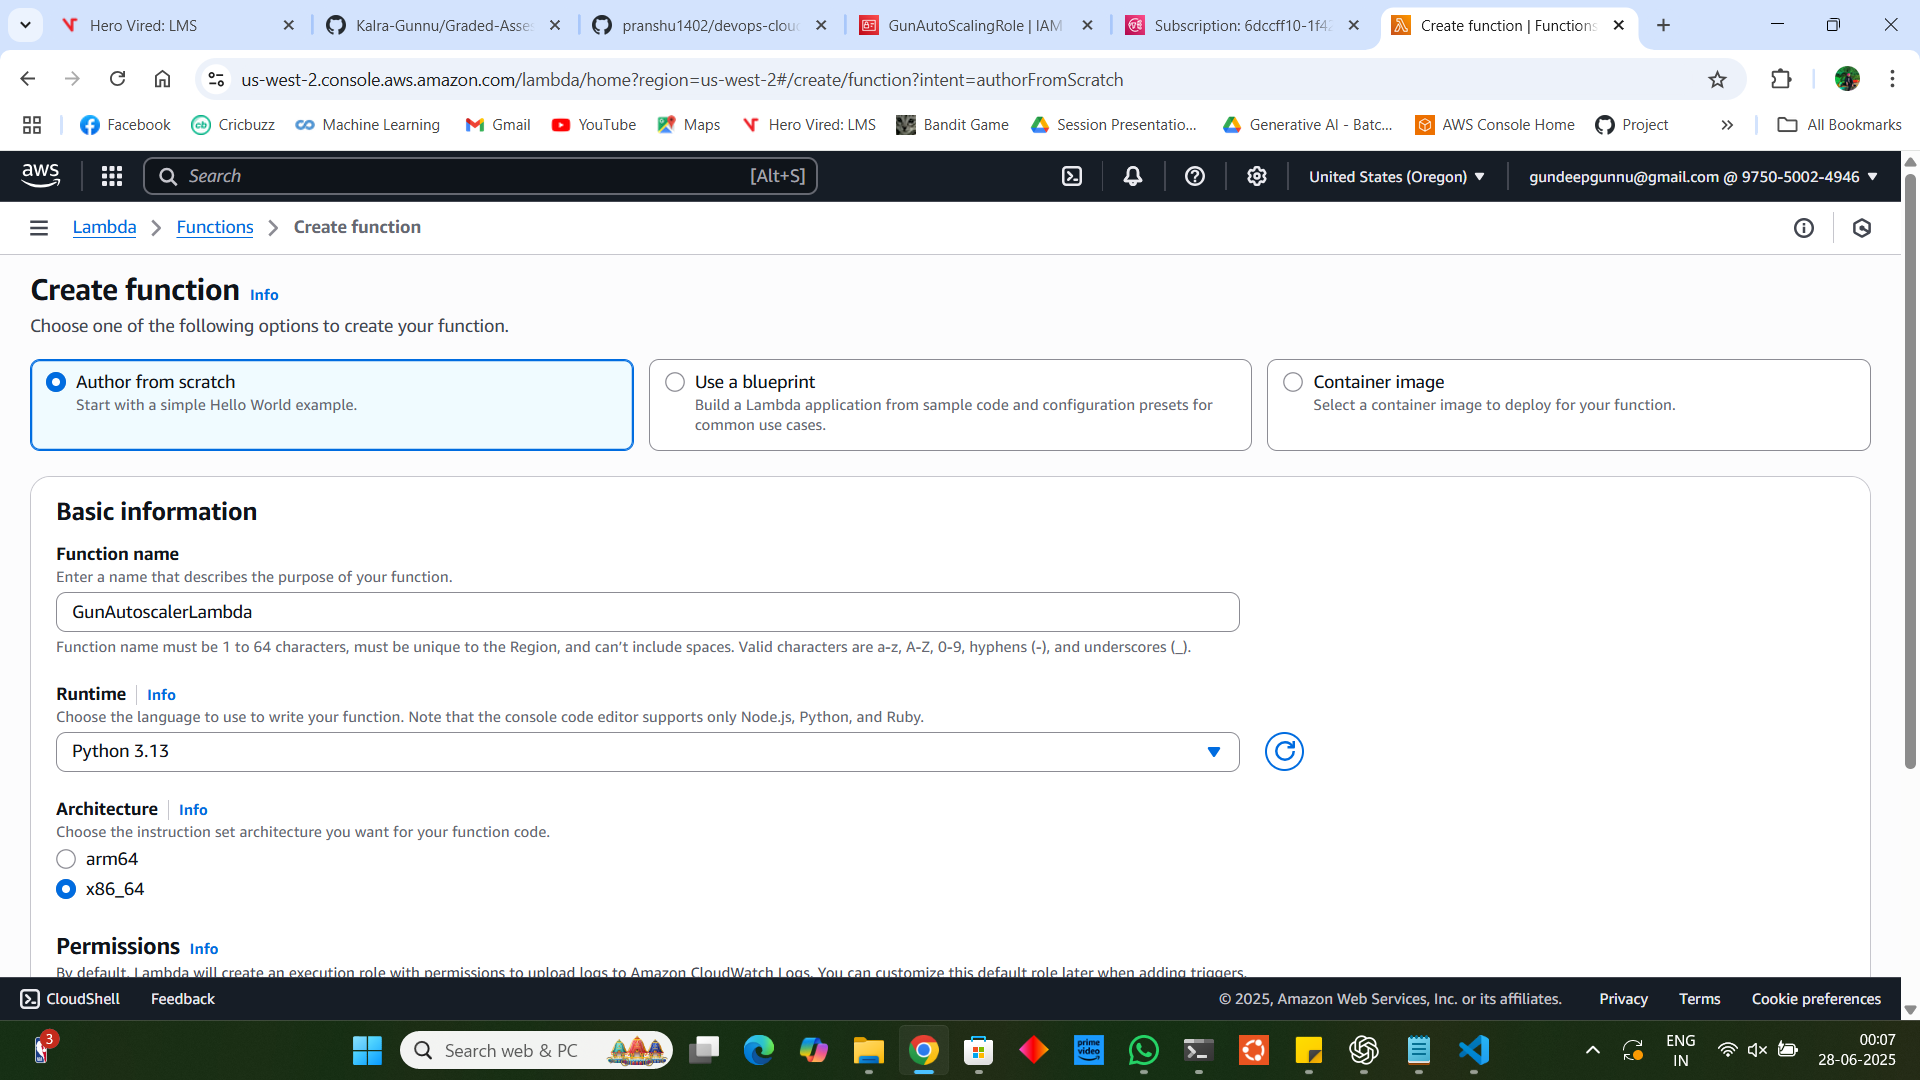 Hero Vired: LMS
Kalra-Gunnu/Graded-Asses
pranshu1402/devops-clou
GunAutoScalingRole | IAM
Subscription: 6dccff10-1f42
Create function | Functions
us-west-2.console.aws.amazon.com/lambda/home?region=us-west-2#/create/function?intent=authorFromScratch
Facebook
Cricbuzz
Machine Learning
Gmail
YouTube
Maps
Hero Vired: LMS
Bandit Game
Session Presentatio...
Generative AI - Batc...
AWS Console Home
Project
All Bookmarks
aws
Search
[Alt+S]
United States (Oregon)
gundeepgunnu@gmail.com @ 9750-5002-4946
Lambda
Functions
Create function
Create function Info
Choose one of the following options to create your function.
Author from scratch
Start with a simple Hello World example.
Use a blueprint
Build a Lambda application from sample code and configuration presets for
common use cases.
Container image
Select a container image to deploy for your function.
Basic information
Function name
Enter a name that describes the purpose of your function.
GunAutoscalerLambda
Function name must be 1 to 64 characters, must be unique to the Region, and can't include spaces. Valid characters are a-z, A-Z, 0-9, hyphens (-), and underscores (_).
Runtime Info
Choose the language to use to write your function. Note that the console code editor supports only Node.js, Python, and Ruby.
Python 3.13
Architecture Info
Choose the instruction set architecture you want for your function code.
arm64
x86_64
Permissions Info
By default, Lambda will create an execution role with permissions to upload logs to Amazon CloudWatch Logs. You can customize this default role later when adding triggers.
CloudShell
Feedback
© 2025, Amazon Web Services, Inc. or its affiliates.
Privacy
Terms
Cookie preferences
3
Search web & PC
prime video
ENG
IN
00:07
28-06-2025